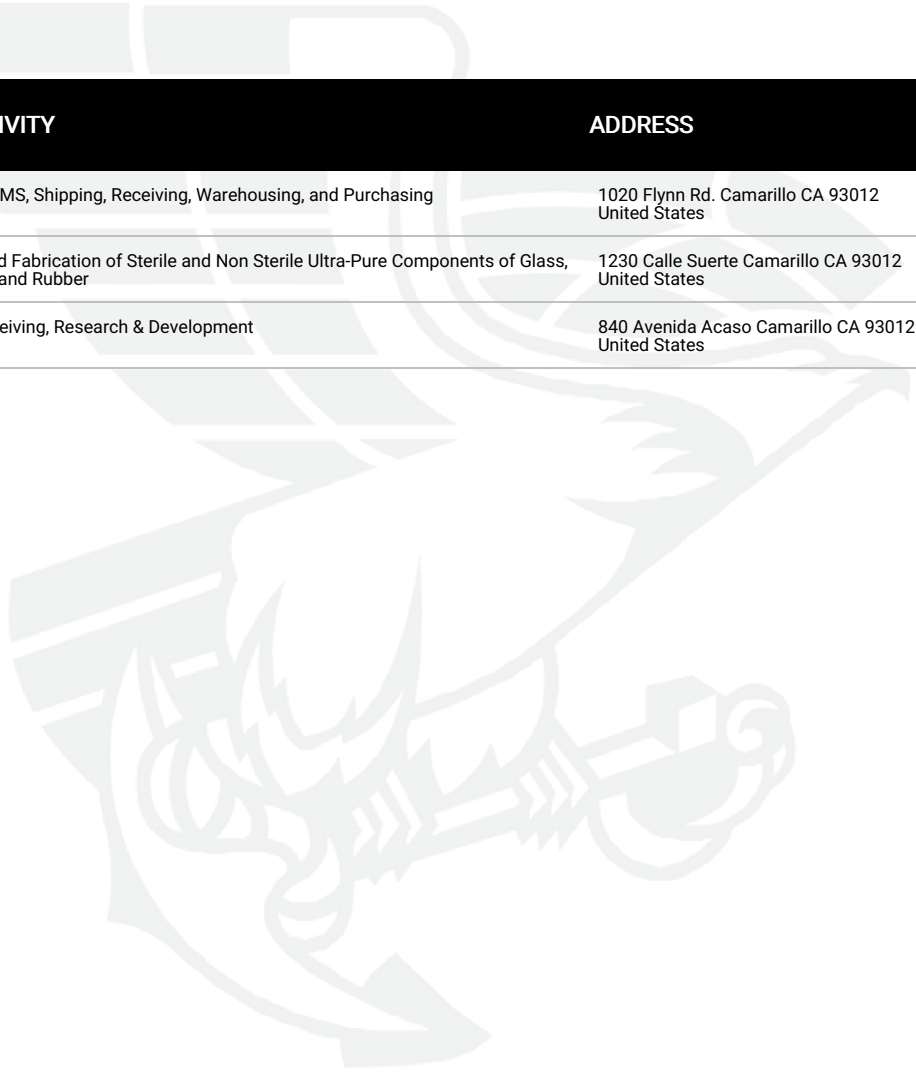 IVITY ADDRESS
MS, Shipping, Receiving, Warehousing, and Purchasing 1020 Flynn Rd. Camarillo CA 93012
United States
d Fabrication of Sterile and Non Sterile Ultra-Pure Components of Glass, 1230 Calle Suerte Camarillo CA 93012
and Rubber United States
eiving, Research & Development 840 Avenida Acaso Camarillo CA 93012
United States